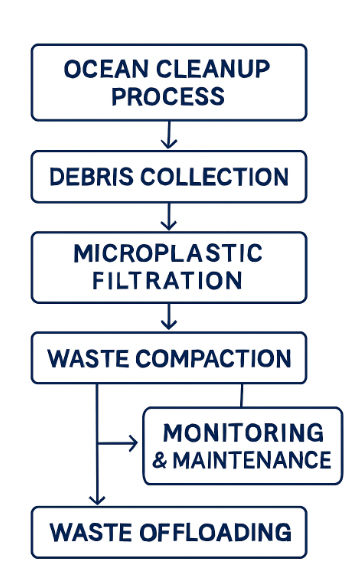 OCEAN CLEANUP
PROCESS
DEBRIS COLLECTION
MICROPLASTIC
FILTRATION
WASTE COMPACTION
MONITORING
& MAINTENANCE
WASTE OFFLOADING